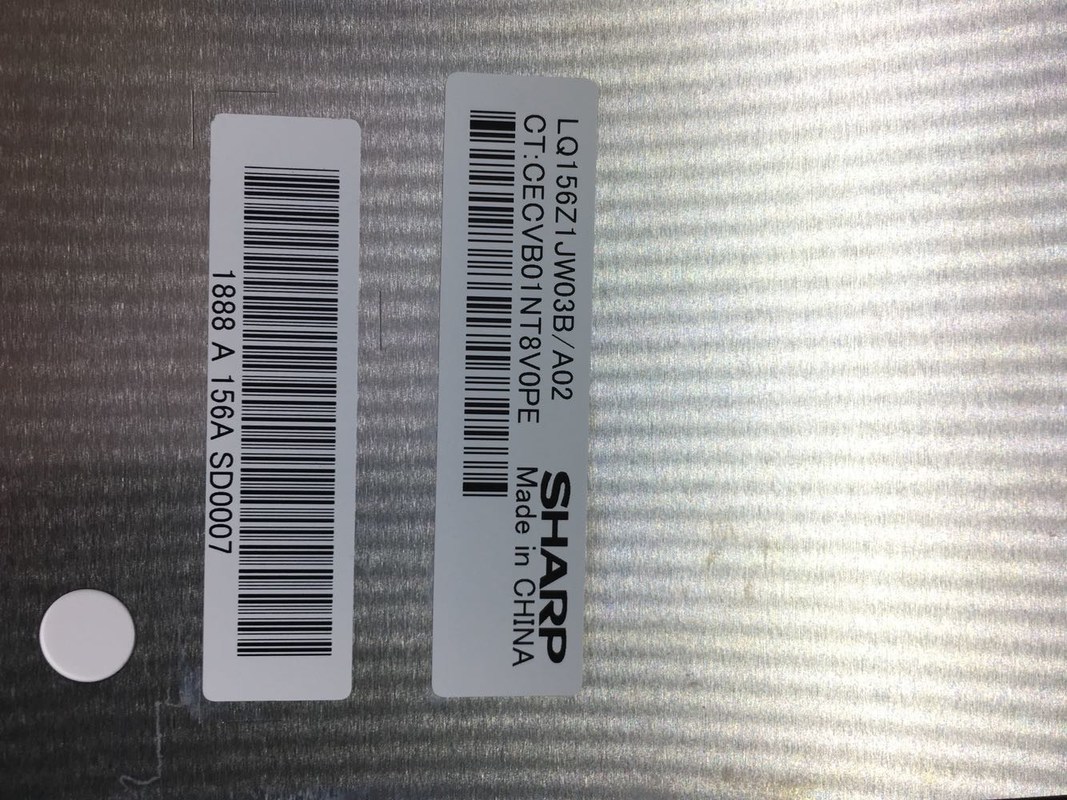 LQ156Z1JW03B/A02
CT:CECVB01NT8V0PE
SHARP
Made in CHINA
1888 A 156A SD0007